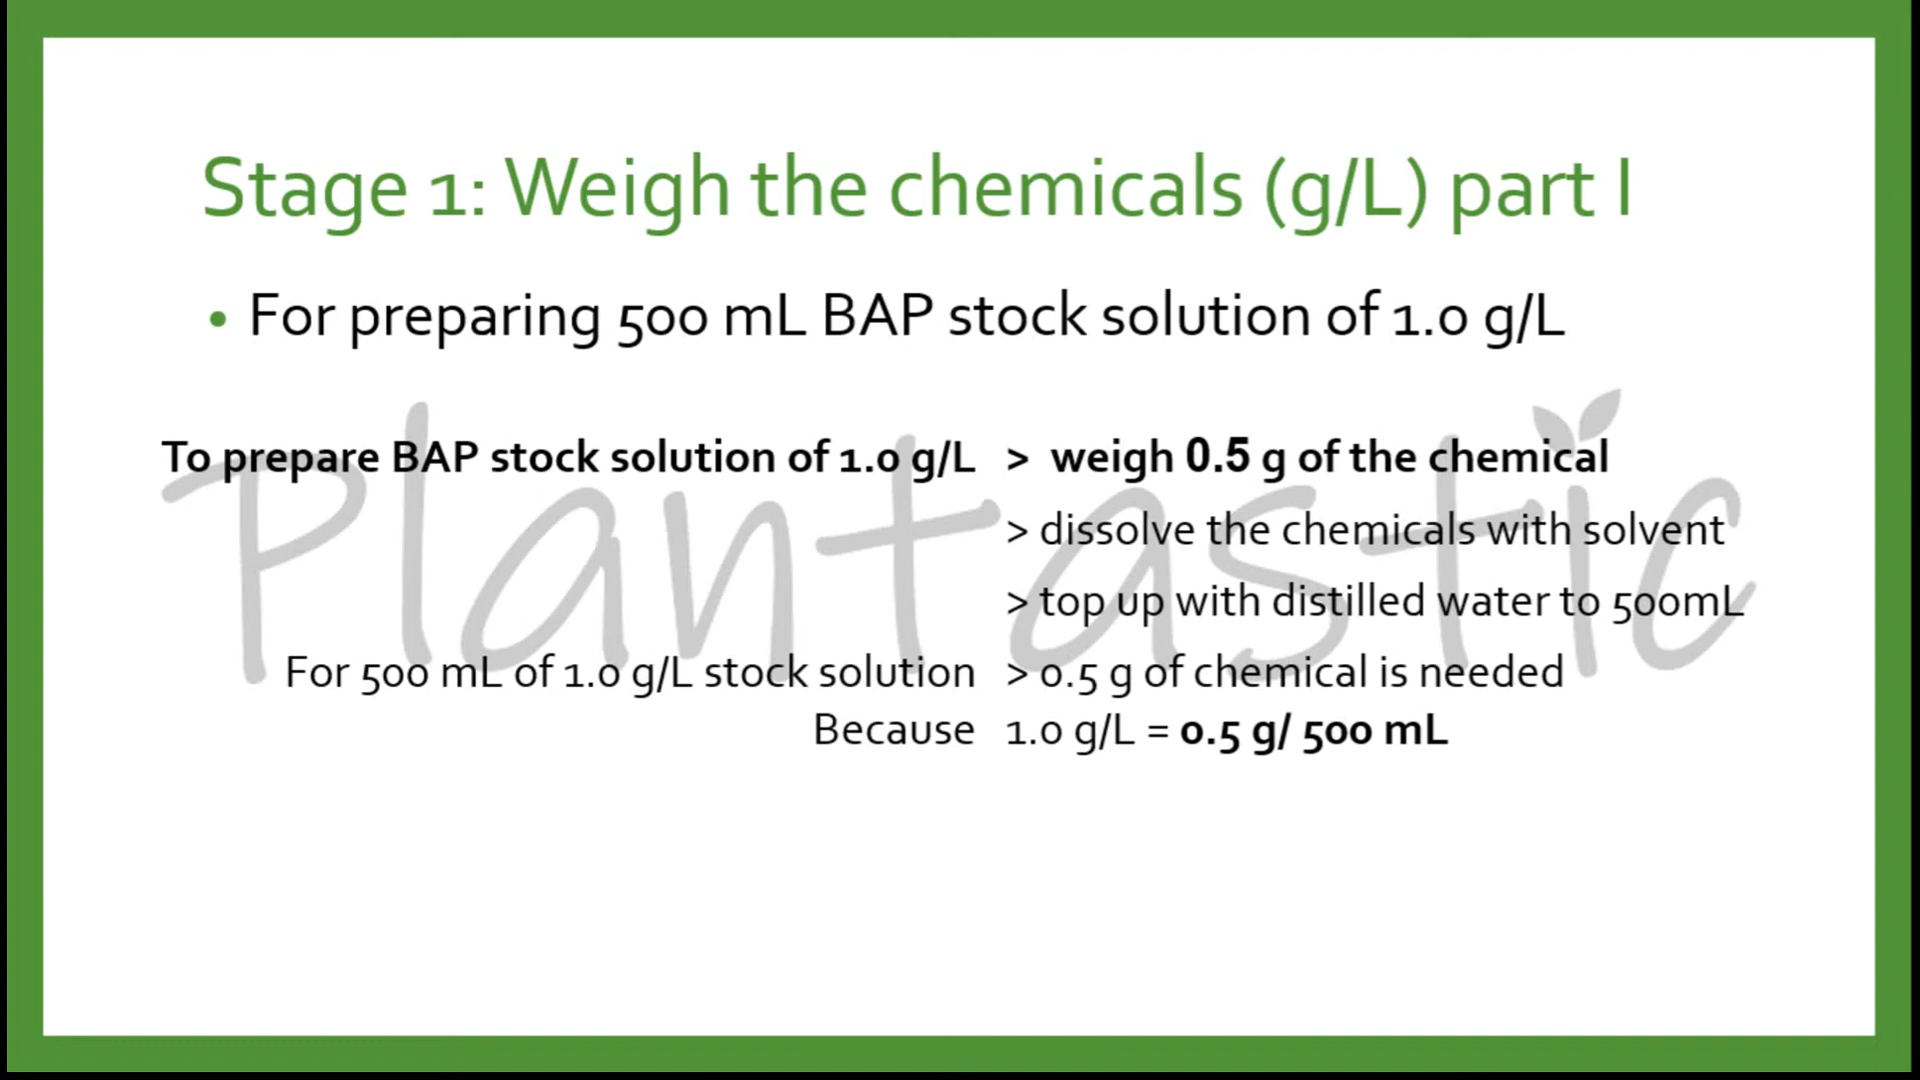 Stage 1: Weigh the chemicals (g/L) part I
• For preparing 500 mL BAP stock solution of 1.0 g/L
Plantastic
To prepare BAP stock solution of 1.0 g/L > weigh 0.5 g of the chemical
> dissolve the chemicals with solvent
> top up with distilled water to 500mL
For 500 mL of 1.0 g/L stock solution > 0.5 g of chemical is needed
Because 1.0 g/L = 0.5 g/ 500 mL